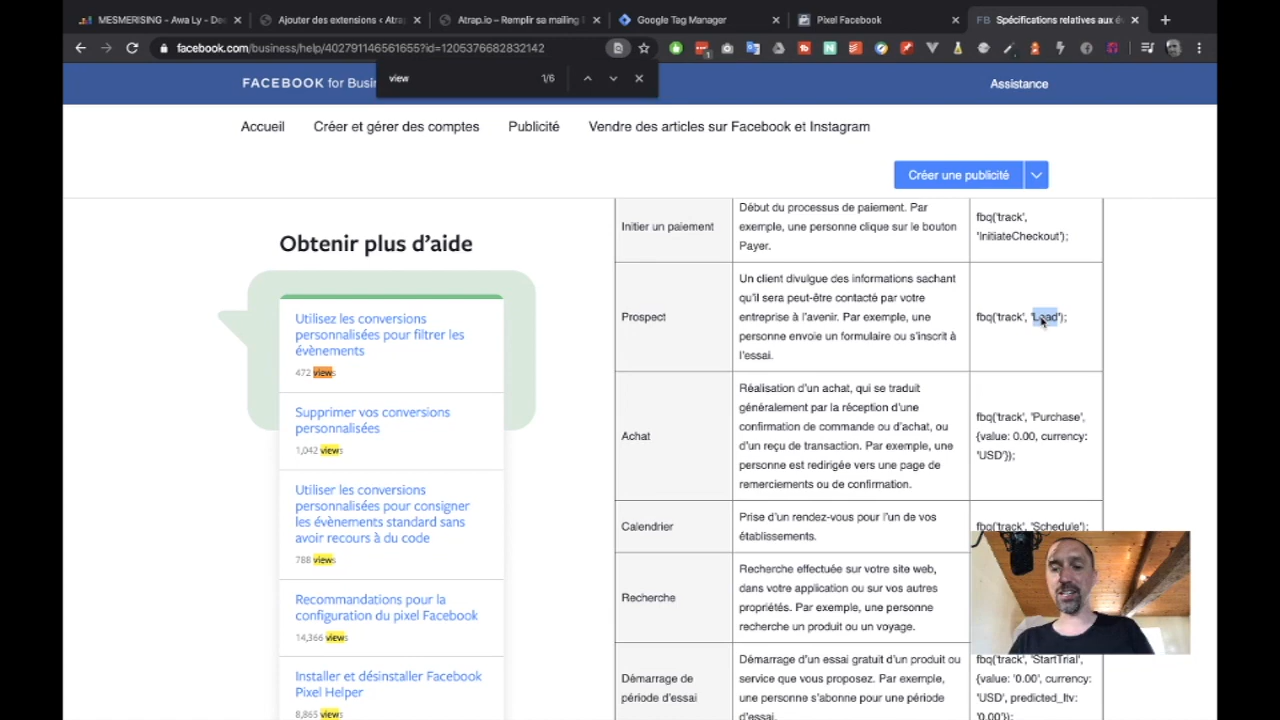 MESMERISING - Awa Ly - De
Ajouter des extensions ‹ Atra
Atrap.io – Remplir sa mailing
Google Tag Manager
Pixel Facebook
Spécifications relatives aux é
facebook.com/business/help/402791146561655?id=1205376682832142
view
1/6
FACEBOOK for Busi
Assistance
Accueil
Créer et gérer des comptes
Publicité
Vendre des articles sur Facebook et Instagram
Créer une publicité
Obtenir plus d'aide
Utilisez les conversions
personnalisées pour filtrer les
évènements
472 views
Supprimer vos conversions
personnalisées
1,042 views
Utiliser les conversions
personnalisées pour consigner
les évènements standard sans
avoir recours à du code
788 views
Recommandations pour la
configuration du pixel Facebook
14,366 views
Installer et désinstaller Facebook
Pixel Helper
8,865 views
Initier un paiement
Début du processus de paiement. Par
exemple, une personne clique sur le bouton
Payer.
fbq('track',
'InitiateCheckout');
Prospect
Un client divulgue des informations sachant
qu'il sera peut-être contacté par votre
entreprise à l'avenir. Par exemple, une
personne envoie un formulaire ou s'inscrit à
l'essai.
fbq('track', 'Lead');
Achat
Réalisation d'un achat, qui se traduit
généralement par la réception d'une
confirmation de commande ou d'achat, ou
d'un reçu de transaction. Par exemple, une
personne est redirigée vers une page de
remerciements ou de confirmation.
fbq('track', 'Purchase',
{value: 0.00, currency:
'USD'});
Calendrier
Prise d'un rendez-vous pour l'un de vos
établissements.
fbq('track', 'Schedule');
Recherche
Recherche effectuée sur votre site web,
dans votre application ou sur vos autres
propriétés. Par exemple, une personne
recherche un produit ou un voyage.
Démarrage de
période d'essai
Démarrage d'un essai gratuit d'un produit ou
service que vous proposez. Par exemple,
une personne s'abonne pour une période
d'essai.
fbq('track', 'StartTrial',
{value: '0.00', currency:
'USD', predicted_ltv:
'0.00'});